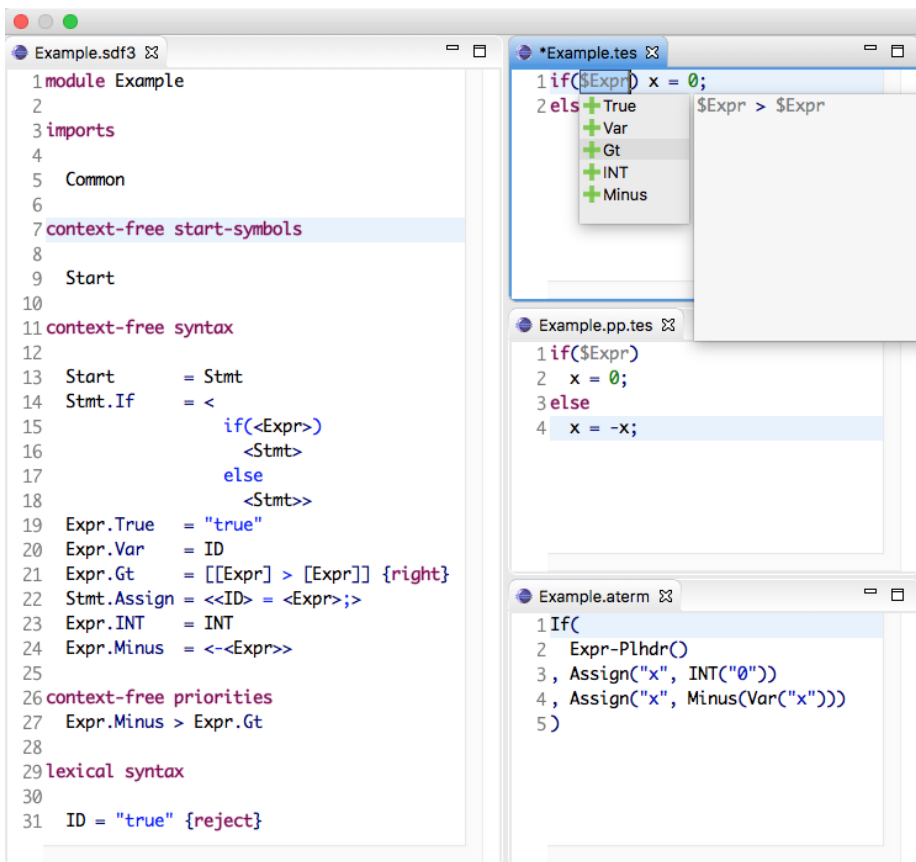 Example.sdf3
1 module Example
2
3 imports
4
5   Common
6
7 context-free start-symbols
8
9   Start
10
11 context-free syntax
12
13   Start       = Stmt
14   Stmt.If     = <
15                   if(<Expr>)
16                     <Stmt>
17                   else
18                     <Stmt>>
19   Expr.True   = "true"
20   Expr.Var    = ID
21   Expr.Gt     = [[Expr] > [Expr]] {right}
22   Stmt.Assign = <<ID> = <Expr>;>
23   Expr.INT    = INT
24   Expr.Minus  = <-<Expr>>
25
26 context-free priorities
27   Expr.Minus > Expr.Gt
28
29 lexical syntax
30
31   ID = "true" {reject}
*Example.tes
1 if($Expr) x = 0;
2 els
True
Var
Gt
INT
Minus
$Expr > $Expr
Example.pp.tes
1 if($Expr)
2   x = 0;
3 else
4   x = -x;
Example.aterm
1 If(
2   Expr-Plhdr()
3 , Assign("x", INT("0"))
4 , Assign("x", Minus(Var("x")))
5 )